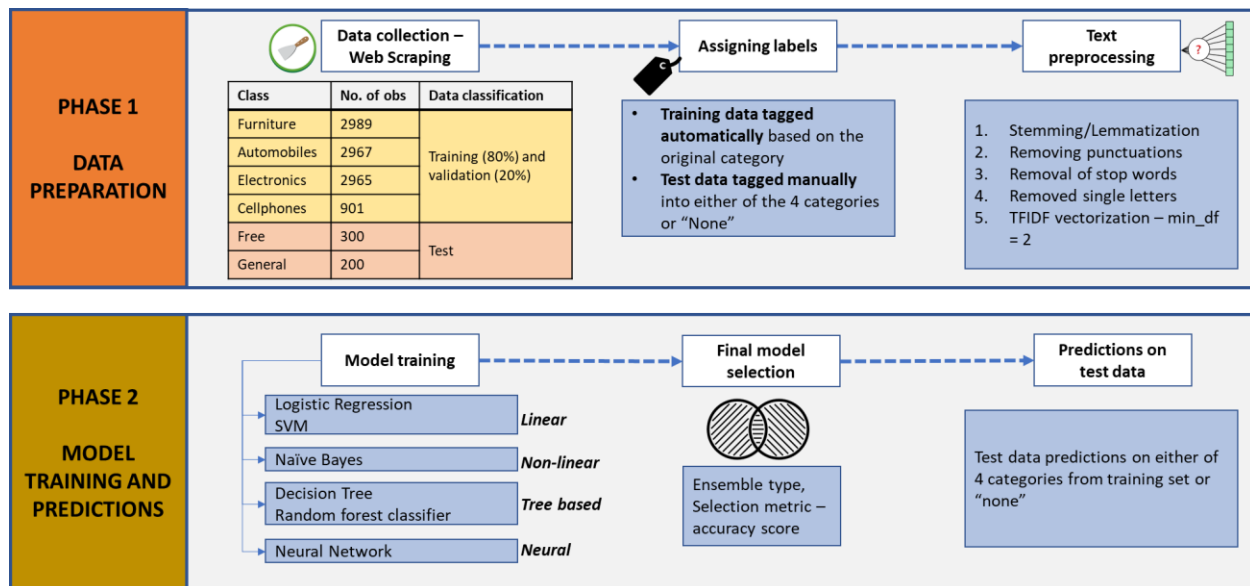 PHASE 1
DATA
PREPARATION
Data collection –
Web Scraping
Class No. of obs Data classification
Furniture 2989
Automobiles 2967
Electronics 2965
Cellphones 901
Training (80%) and
validation (20%)
Free 300
General 200
Test
Assigning labels
• Training data tagged
automatically based on the
original category
• Test data tagged manually
into either of the 4 categories
or “None”
Text
preprocessing
?
1. Stemming/Lemmatization
2. Removing punctuations
3. Removal of stop words
4. Removed single letters
5. TFIDF vectorization – min_df
= 2
PHASE 2
MODEL
TRAINING AND
PREDICTIONS
Model training
Logistic Regression
SVM
Linear
Naïve Bayes
Non-linear
Decision Tree
Random forest classifier
Tree based
Neural Network
Neural
Final model
selection
Ensemble type,
Selection metric –
accuracy score
Predictions on
test data
Test data predictions on either of
4 categories from training set or
“none”